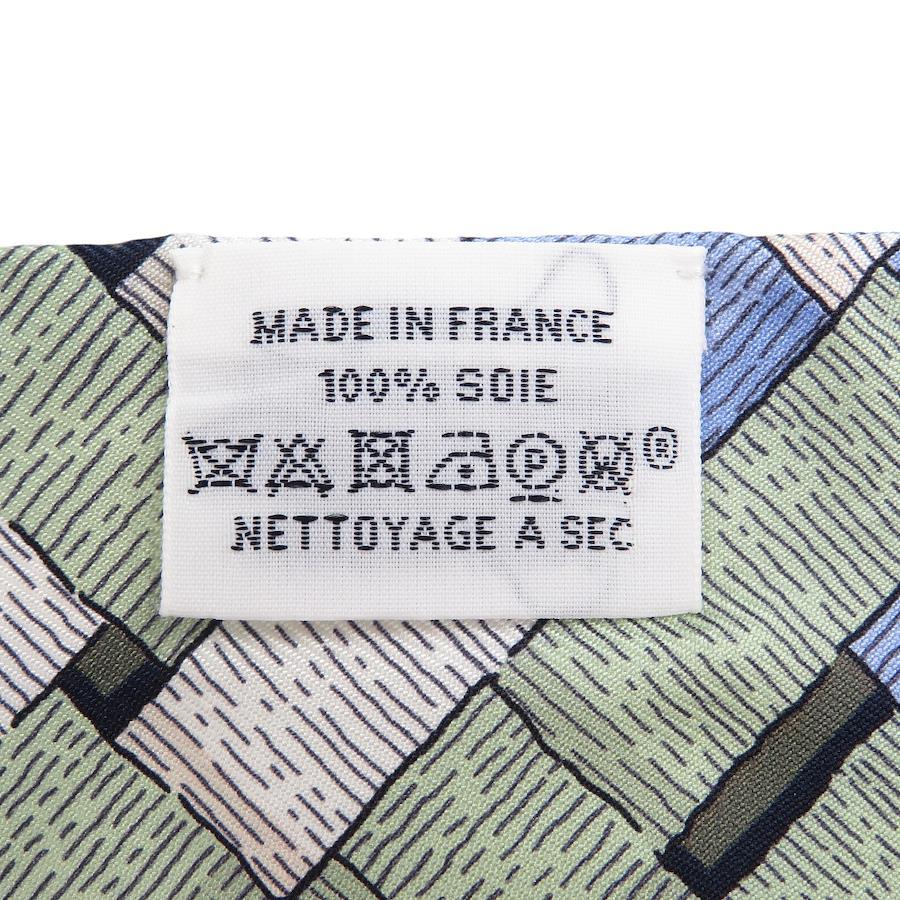 MADE IN FRANCE
100% SOIE
P W ®
NETTOYAGE A SEC